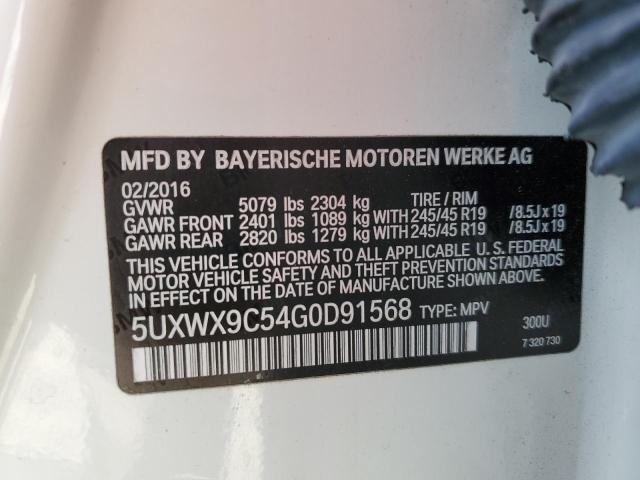 MFD BY BAYERISCHE MOTOREN WERKE AG
02/2016 TIRE / RIM
GVWR 5079 lbs 2304 kg
GAWR FRONT 2401 lbs 1089 kg WITH 245/45 R19 /8.5J x 19
GAWR REAR 2820 lbs 1279 kg WITH 245/45 R19 /8.5J x 19
THIS VEHICLE CONFORMS TO ALL APPLICABLE U.S. FEDERAL
MOTOR VEHICLE SAFETY AND THEFT PREVENTION STANDARDS
IN EFFECT ON THE DATE OF MANUFACTURE SHOWN ABOVE.
5UXWX9C54G0D91568 TYPE: MPV 300U
7 320 730